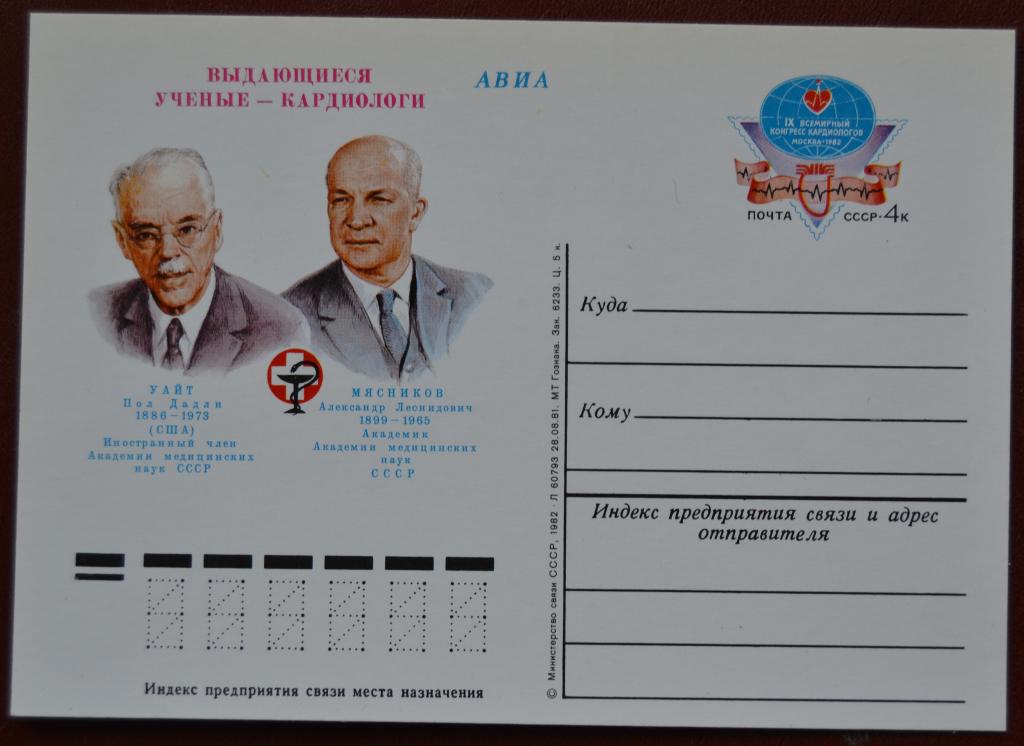 ВЫДАЮЩИЕСЯ
УЧЕНЫЕ — КАРДИОЛОГИ
АВИА
IX ВСЕМИРНЫЙ
КОНГРЕСС КАРДИОЛОГОВ
МОСКВА·1982
ПОЧТА СССР·4К
УАЙТ
Пол Дадли
1886–1973
(США)
Иностранный член
Академии медицинских
наук СССР
МЯСНИКОВ
Александр Леонидович
1899–1965
Академик
Академии медицинских
наук
СССР
Куда
Кому
Индекс предприятия связи и адрес
отправителя
© Министерство связи СССР, 1982 · Л 60793 28.08.81. МТ Гознака. Зак. 6233. Ц. 5 к.
Индекс предприятия связи места назначения